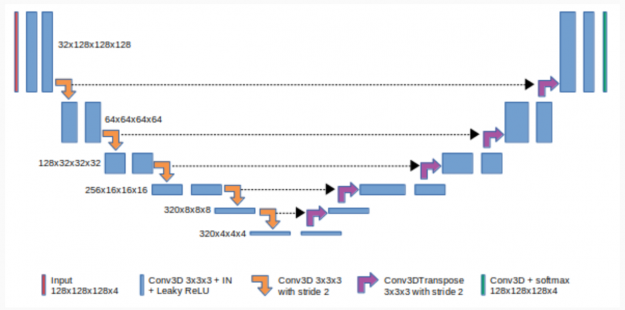 32x128x128x128
64x64x64x64
128x32x32x32
256x16x16x16
320x8x8x8
320x4x4x4
Input
128x128x128x4
Conv3D 3x3x3 + IN
+ Leaky ReLU
Conv3D 3x3x3
with stride 2
Conv3DTranspose
3x3x3 with stride 2
Conv3D + softmax
128x128x128x4